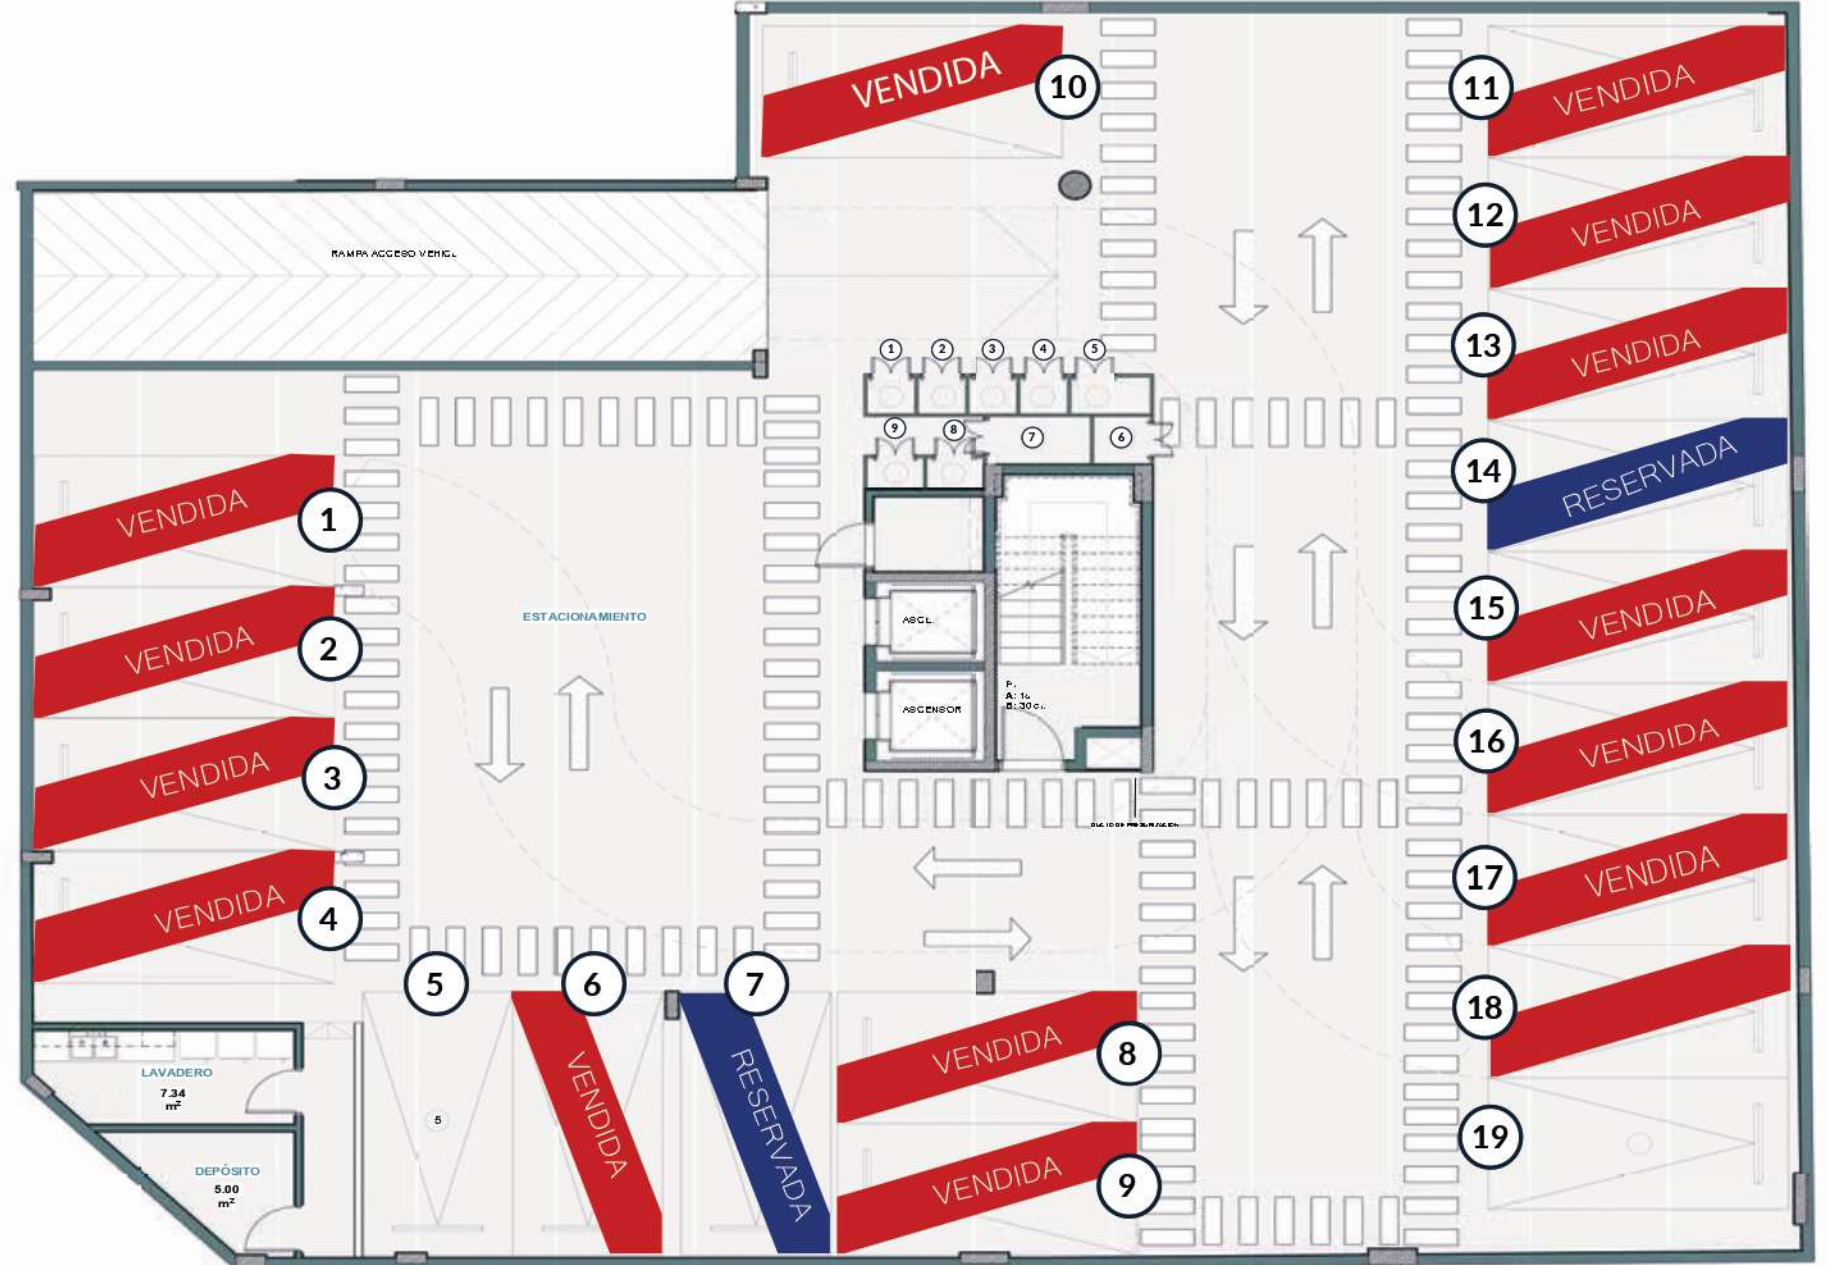 VENDIDA
10
11
VENDIDA
12
VENDIDA
RAMPA ACCESO VEHIC.
13
VENDIDA
1
2
3
4
5
9
8
7
6
14
RESERVADA
VENDIDA
1
ESTACIONAMIENTO
15
VENDIDA
VENDIDA
2
ASCE.
ASCENSOR
16
VENDIDA
VENDIDA
3
17
VENDIDA
VENDIDA
4
5
6
7
18
VENDIDA
RESERVADA
VENDIDA
8
LAVADERO
7.34
m²
5
19
DEPÓSITO
5.00
m²
VENDIDA
9